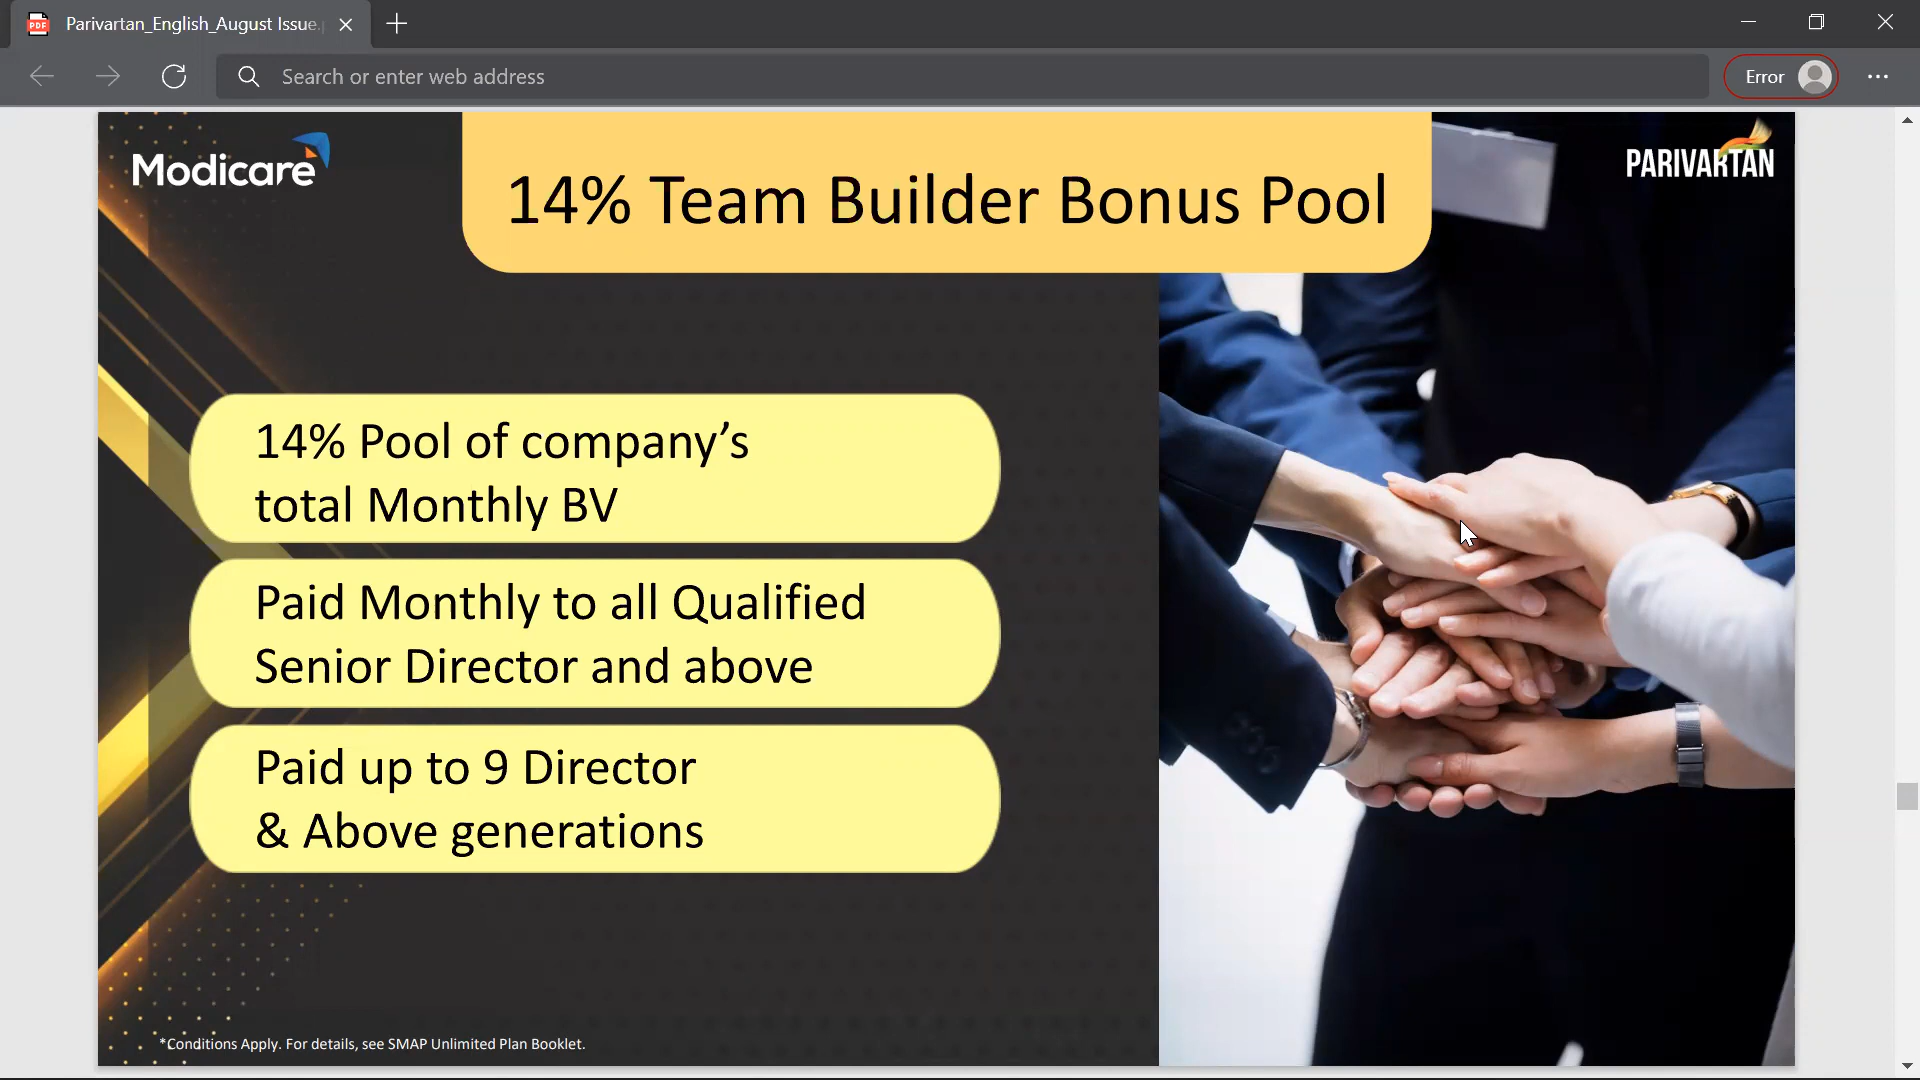 Parivartan_English_August Issue.
Search or enter web address
Error
Modicare
14% Team Builder Bonus Pool
PARIVARTAN
14% Pool of company’s
total Monthly BV
Paid Monthly to all Qualified
Senior Director and above
Paid up to 9 Director
& Above generations
*Conditions Apply. For details, see SMAP Unlimited Plan Booklet.